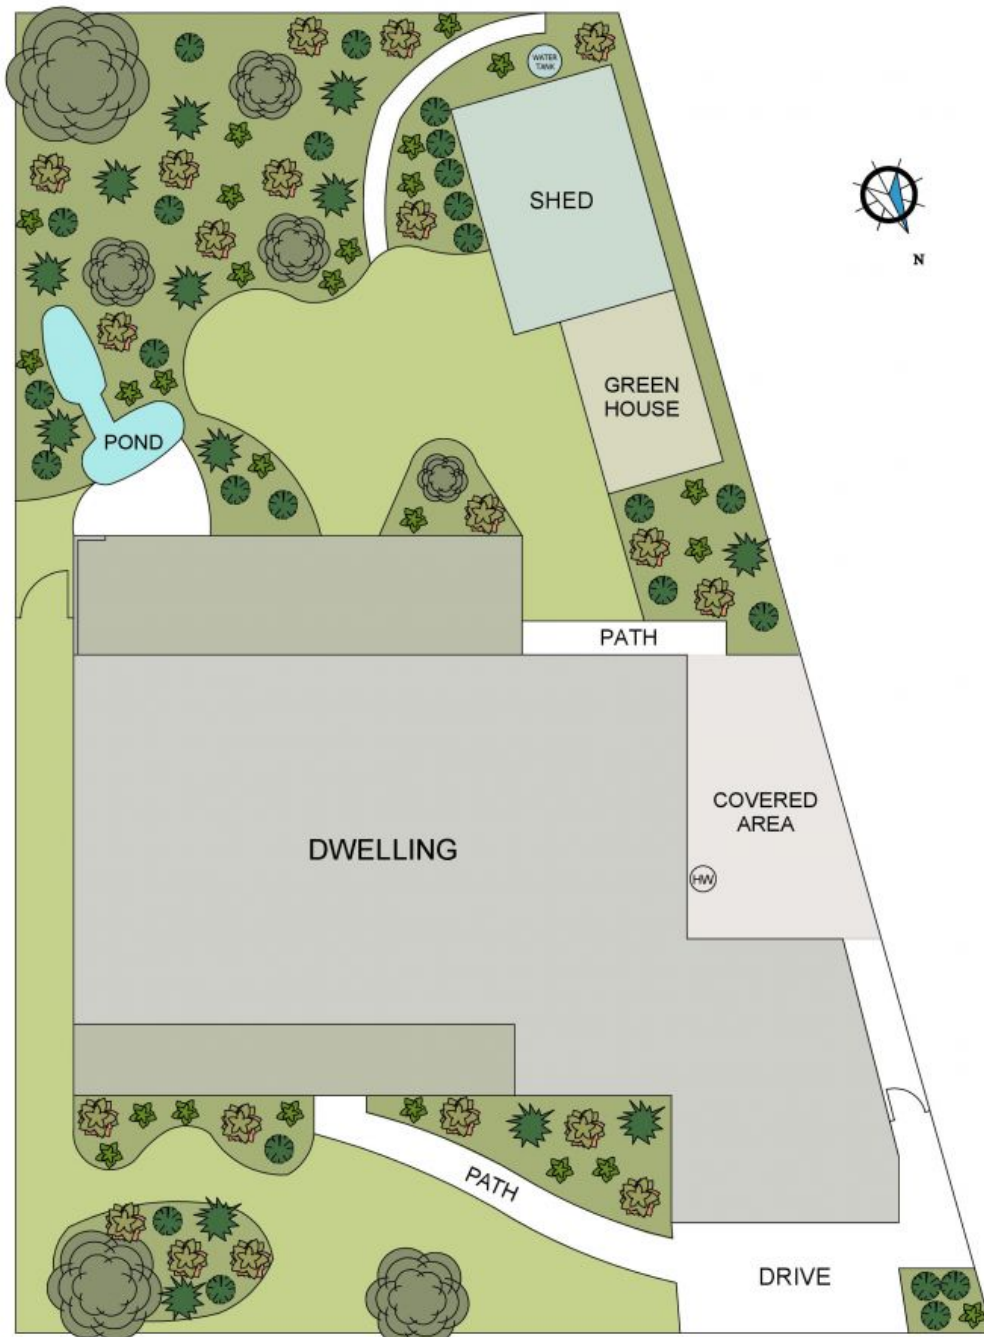 WATER
TANK
SHED
N
GREEN
HOUSE
POND
PATH
COVERED
AREA
DWELLING
HW
PATH
DRIVE